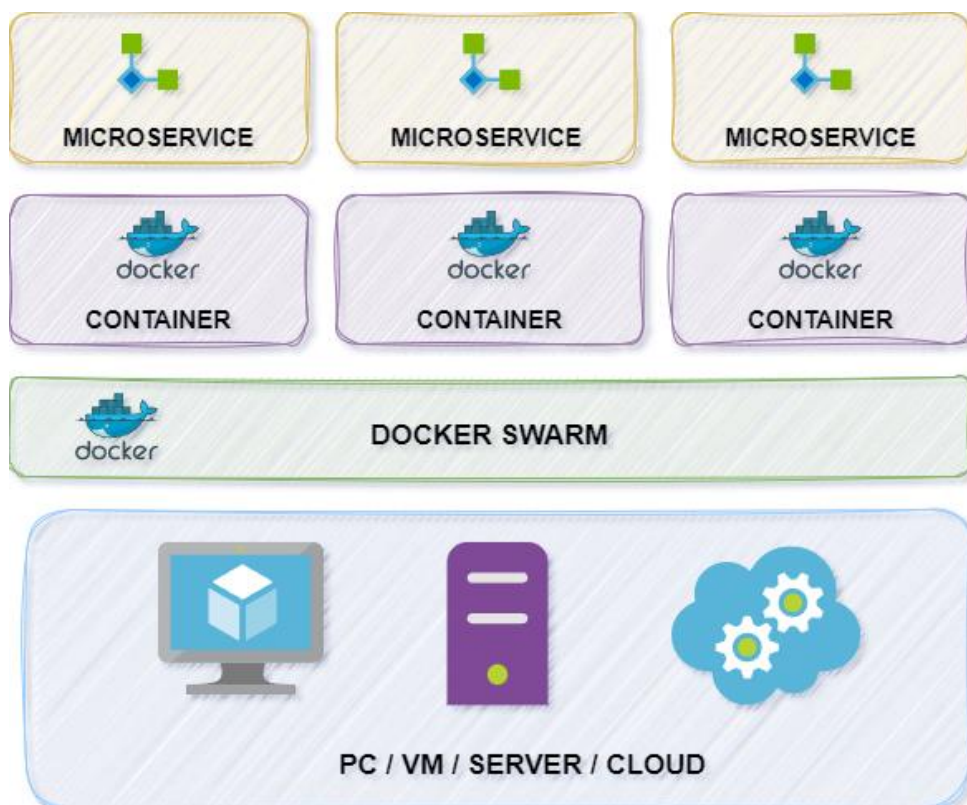 MICROSERVICE MICROSERVICE MICROSERVICE
docker docker docker
CONTAINER CONTAINER CONTAINER
docker DOCKER SWARM
PC / VM / SERVER / CLOUD